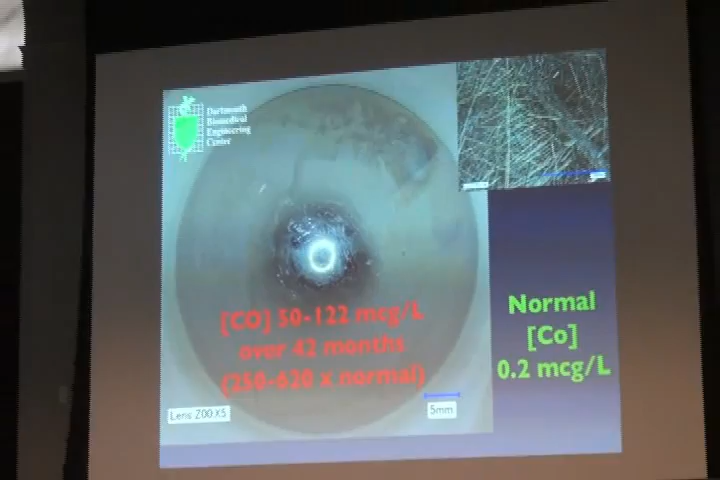 Dartmouth
Biomedical
Engineering
Center
[CO] 50-122 mcg/L
over 42 months
(250-620 x normal)
Normal
[Co]
0.2 mcg/L
5mm
Lens: Z00:X5